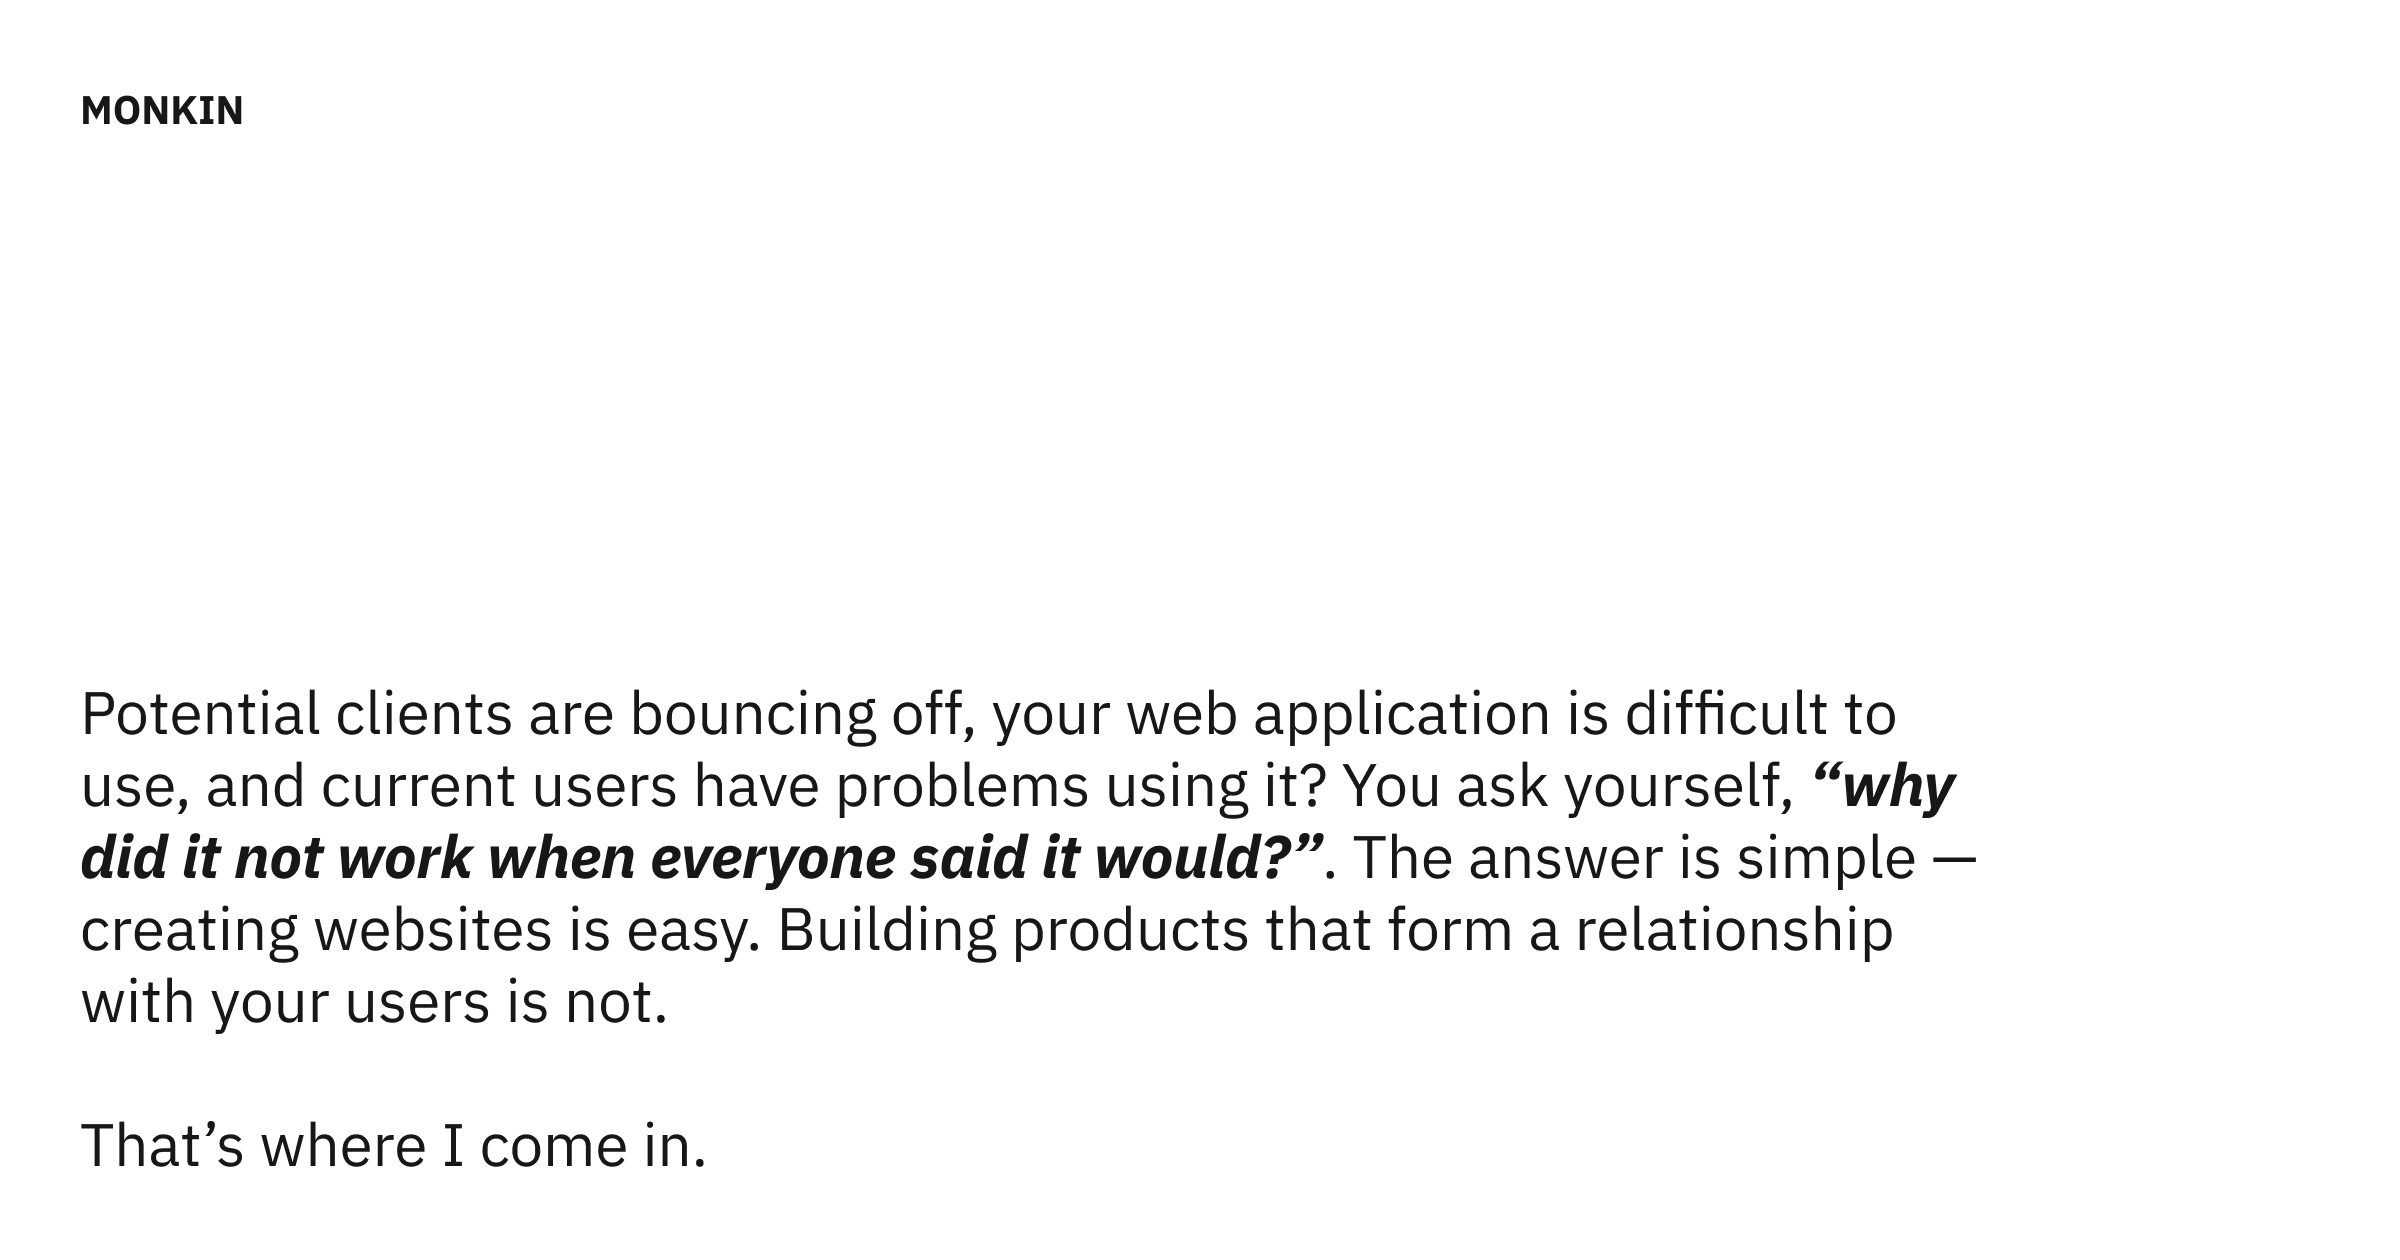 MONKIN
Potential clients are bouncing off, your web application is difficult to
use, and current users have problems using it? You ask yourself, “why
did it not work when everyone said it would?”. The answer is simple —
creating websites is easy. Building products that form a relationship
with your users is not.
That’s where I come in.